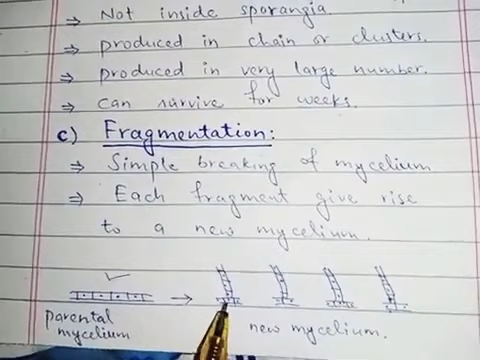 ⇒ Not inside sporangia.
⇒ produced in chain or clusters.
⇒ produced in very large number.
⇒ can survive for weeks.
c) Fragmentation:
⇒ Simple breaking of mycelium
⇒ Each fragment give rise
to a new mycelium.
parental
mycelium
new mycelium.